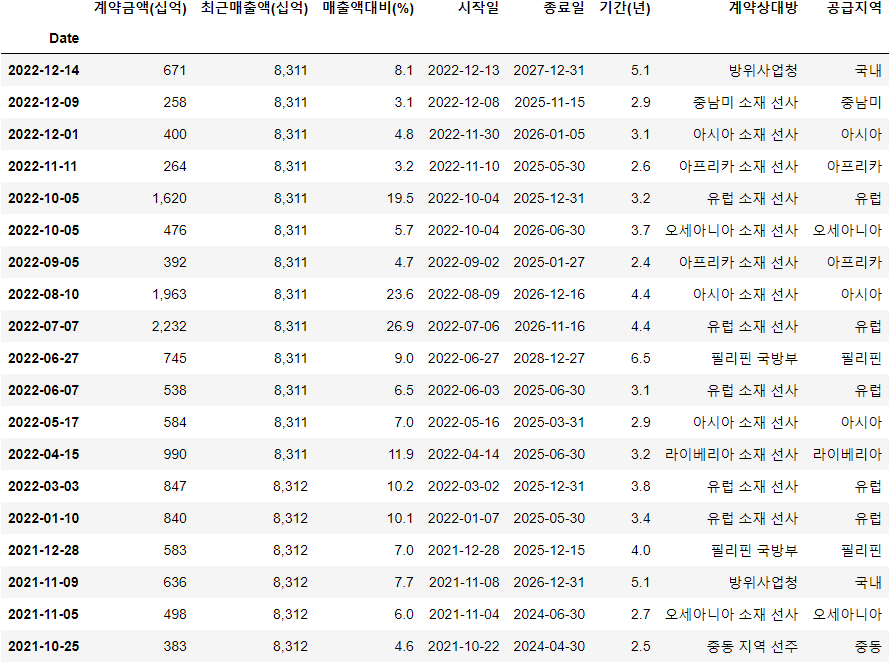 계약금액(십억) 최근매출액(십억) 매출액대비(%) 시작일 종료일 기간(년) 계약상대방 공급지역
Date
2022-12-14 671 8,311 8.1 2022-12-13 2027-12-31 5.1 방위사업청 국내
2022-12-09 258 8,311 3.1 2022-12-08 2025-11-15 2.9 중남미 소재 선사 중남미
2022-12-01 400 8,311 4.8 2022-11-30 2026-01-05 3.1 아시아 소재 선사 아시아
2022-11-11 264 8,311 3.2 2022-11-10 2025-05-30 2.6 아프리카 소재 선사 아프리카
2022-10-05 1,620 8,311 19.5 2022-10-04 2025-12-31 3.2 유럽 소재 선사 유럽
2022-10-05 476 8,311 5.7 2022-10-04 2026-06-30 3.7 오세아니아 소재 선사 오세아니아
2022-09-05 392 8,311 4.7 2022-09-02 2025-01-27 2.4 아프리카 소재 선사 아프리카
2022-08-10 1,963 8,311 23.6 2022-08-09 2026-12-16 4.4 아시아 소재 선사 아시아
2022-07-07 2,232 8,311 26.9 2022-07-06 2026-11-16 4.4 유럽 소재 선사 유럽
2022-06-27 745 8,311 9.0 2022-06-27 2028-12-27 6.5 필리핀 국방부 필리핀
2022-06-07 538 8,311 6.5 2022-06-03 2025-06-30 3.1 유럽 소재 선사 유럽
2022-05-17 584 8,311 7.0 2022-05-16 2025-03-31 2.9 아시아 소재 선사 아시아
2022-04-15 990 8,311 11.9 2022-04-14 2025-06-30 3.2 라이베리아 소재 선사 라이베리아
2022-03-03 847 8,312 10.2 2022-03-02 2025-12-31 3.8 유럽 소재 선사 유럽
2022-01-10 840 8,312 10.1 2022-01-07 2025-05-30 3.4 유럽 소재 선사 유럽
2021-12-28 583 8,312 7.0 2021-12-28 2025-12-15 4.0 필리핀 국방부 필리핀
2021-11-09 636 8,312 7.7 2021-11-08 2026-12-31 5.1 방위사업청 국내
2021-11-05 498 8,312 6.0 2021-11-04 2024-06-30 2.7 오세아니아 소재 선사 오세아니아
2021-10-25 383 8,312 4.6 2021-10-22 2024-04-30 2.5 중동 지역 선주 중동